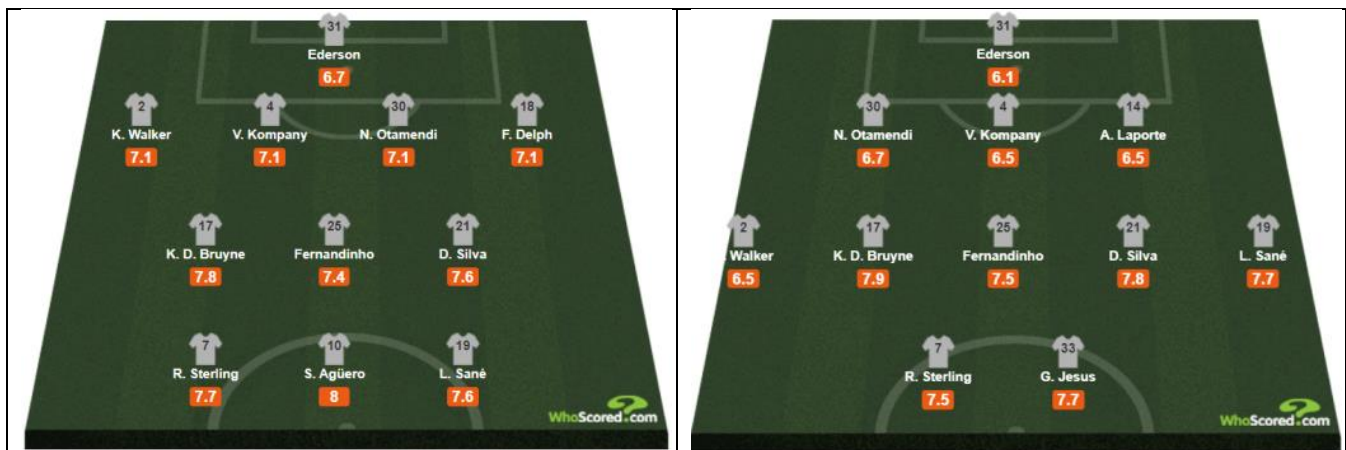 31
Ederson
6.7
2 4 30 18
K. Walker V. Kompany N. Otamendi F. Delph
7.1 7.1 7.1 7.1
17 25 21
K. D. Bruyne Fernandinho D. Silva
7.8 7.4 7.6
7 10 19
R. Sterling S. Agüero L. Sané
7.7 8 7.6
WhoScored.com
31
Ederson
6.1
30 4 14
N. Otamendi V. Kompany A. Laporte
6.7 6.5 6.5
2 17 25 21 19
Walker K. D. Bruyne Fernandinho D. Silva L. Sané
6.5 7.9 7.5 7.8 7.7
7 33
R. Sterling G. Jesus
7.5 7.7
WhoScored.com